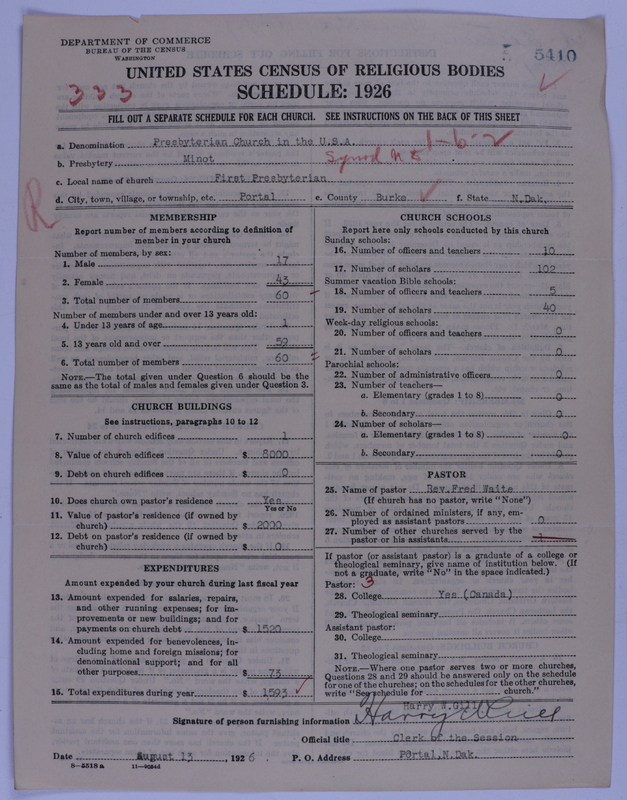 DEPARTMENT OF COMMERCE
BUREAU OF THE CENSUS
WASHINGTON
5410
UNITED STATES CENSUS OF RELIGIOUS BODIES
333
SCHEDULE: 1926
FILL OUT A SEPARATE SCHEDULE FOR EACH CHURCH. SEE INSTRUCTIONS ON THE BACK OF THIS SHEET
a. Denomination Presbyterian Church in the U.S.A. 1-6-2
b. Presbytery Minot Synod N D
c. Local name of church First Presbyterian
d. City, town, village, or township, etc. Portal e. County Burke f. State N.Dak.
R
MEMBERSHIP
Report number of members according to definition of
member in your church
Number of members, by sex:
1. Male 17
2. Female 43
3. Total number of members 60
Number of members under and over 13 years old:
4. Under 13 years of age 1
5. 13 years old and over 59
6. Total number of members 60
NOTE.—The total given under Question 6 should be the
same as the total of males and females given under Question 3.
CHURCH BUILDINGS
See instructions, paragraphs 10 to 12
7. Number of church edifices 1
8. Value of church edifices $ 8000
9. Debt on church edifices $ 0
10. Does church own pastor's residence Yes
Yes or No
11. Value of pastor's residence (if owned by
church) $ 2000
12. Debt on pastor's residence (if owned by
church) $ 0
EXPENDITURES
Amount expended by your church during last fiscal year
13. Amount expended for salaries, repairs,
and other running expenses; for im-
provements or new buildings; and for
payments on church debt $ 1520
14. Amount expended for benevolences, in-
cluding home and foreign missions; for
denominational support; and for all
other purposes $ 73
15. Total expenditures during year $ 1593
CHURCH SCHOOLS
Report here only schools conducted by this church
Sunday schools:
16. Number of officers and teachers 10
17. Number of scholars 102
Summer vacation Bible schools:
18. Number of officers and teachers 5
19. Number of scholars 40
Week-day religious schools:
20. Number of officers and teachers 0
21. Number of scholars 0
Parochial schools:
22. Number of administrative officers 0
23. Number of teachers—
a. Elementary (grades 1 to 8) 0
b. Secondary 0
24. Number of scholars—
a. Elementary (grades 1 to 8) 0
b. Secondary 0
PASTOR
25. Name of pastor Rev. Fred Waite
(If church has no pastor, write "None")
26. Number of ordained ministers, if any, em-
ployed as assistant pastors 0
27. Number of other churches served by the
pastor or his assistants 1
If pastor (or assistant pastor) is a graduate of a college or
theological seminary, give name of institution below. (If
not a graduate, write "No" in the space indicated.)
Pastor: 3
28. College Yes (Canada)
29. Theological seminary
Assistant pastor:
30. College
31. Theological seminary
NOTE.—Where one pastor serves two or more churches,
Questions 28 and 29 should be answered only on the schedule
for one of the churches; on the schedules for the other churches,
write "See schedule for church."
Harry W.Gill
Signature of person furnishing information Harry W Gill
Official title Clerk of the Session
Date August 13, 1926. P. O. Address Portal, N.Dak.
8—5518 a 11—9054d